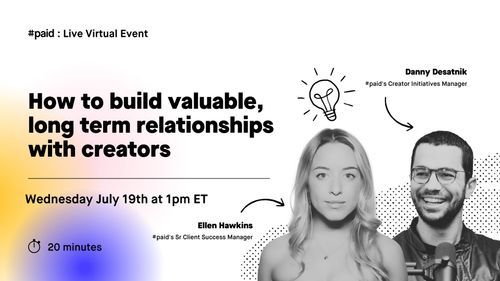 #paid : Live Virtual Event
How to build valuable,
long term relationships
with creators
Wednesday July 19th at 1pm ET
20 minutes
Danny Desatnik
#paid's Creator Initiatives Manager
Ellen Hawkins
#paid's Sr Client Success Manager